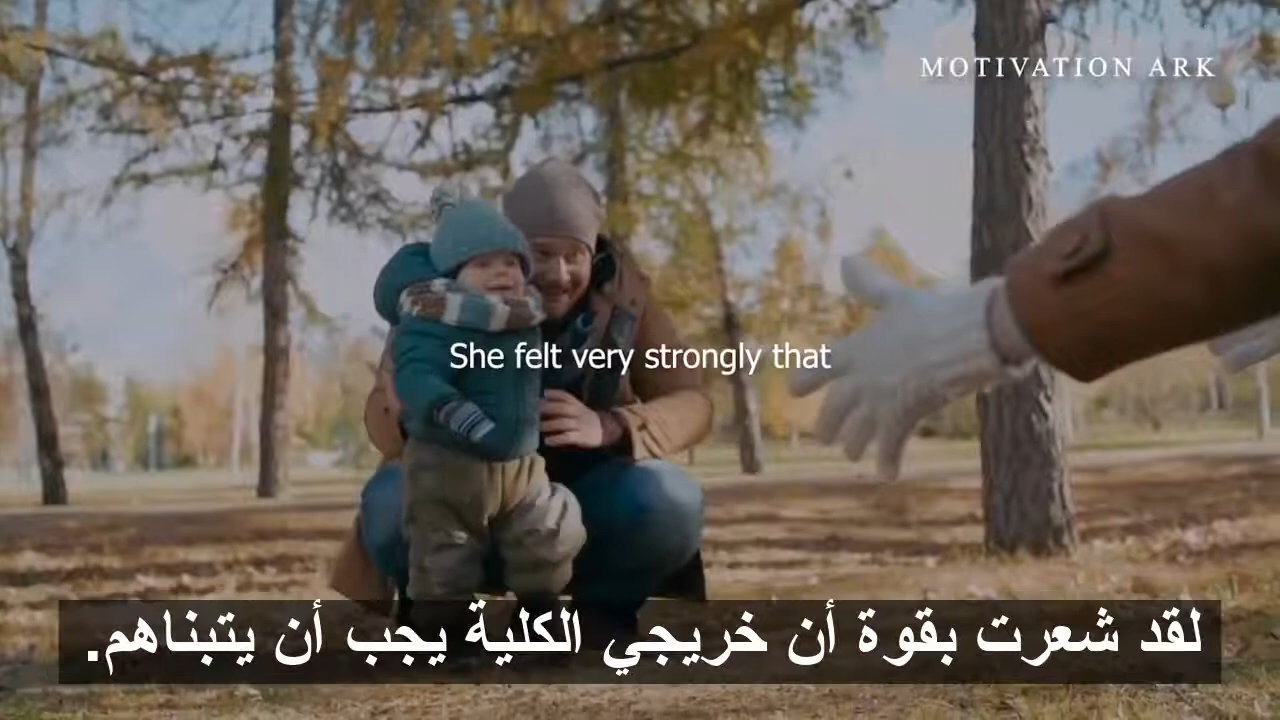 MOTIVATION ARK
She felt very strongly that
لقد شعرت بقوة أن خريجي الكلية يجب أن يتبناهم.